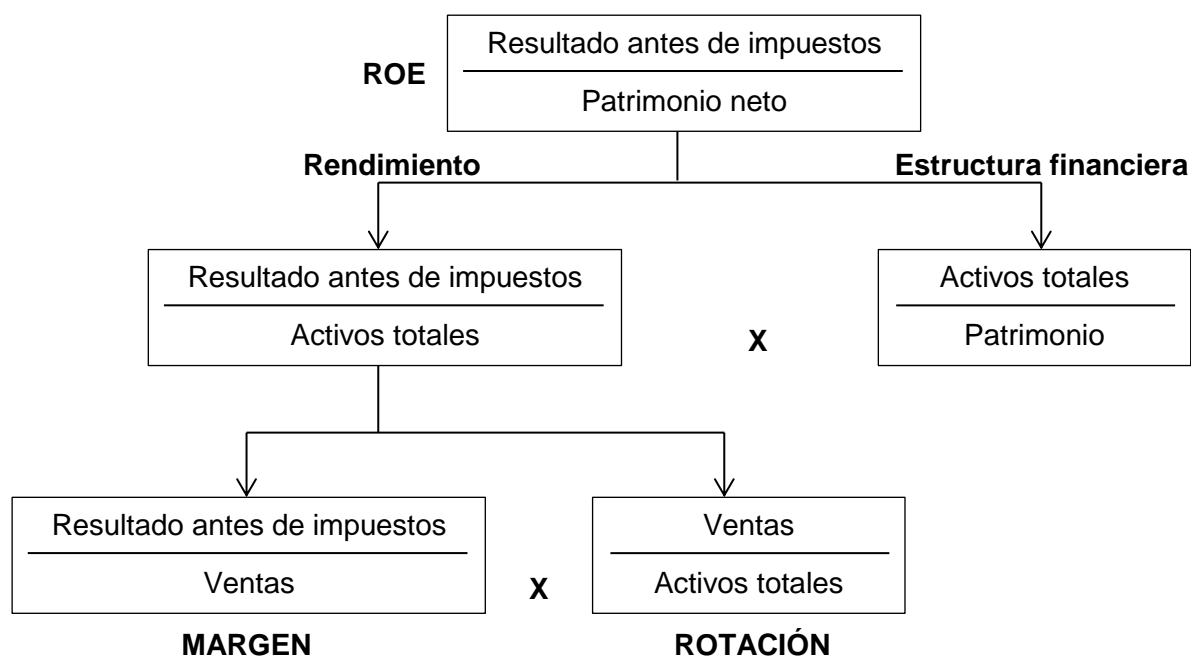 ROE
Resultado antes de impuestos
Patrimonio neto
Rendimiento
Estructura financiera
Resultado antes de impuestos
Activos totales
X
Activos totales
Patrimonio
Resultado antes de impuestos
Ventas
X
Ventas
Activos totales
MARGEN
ROTACIÓN